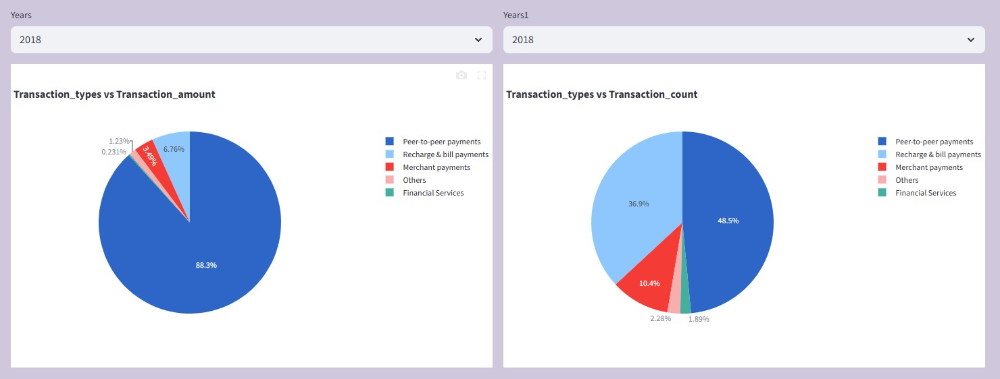 Years
2018
Transaction_types vs Transaction_amount
1.23%
0.231%
3.49%
6.76%
88.3%
Peer-to-peer payments
Recharge & bill payments
Merchant payments
Others
Financial Services
Years1
2018
Transaction_types vs Transaction_count
36.9%
48.5%
10.4%
2.28%
1.89%
Peer-to-peer payments
Recharge & bill payments
Merchant payments
Others
Financial Services